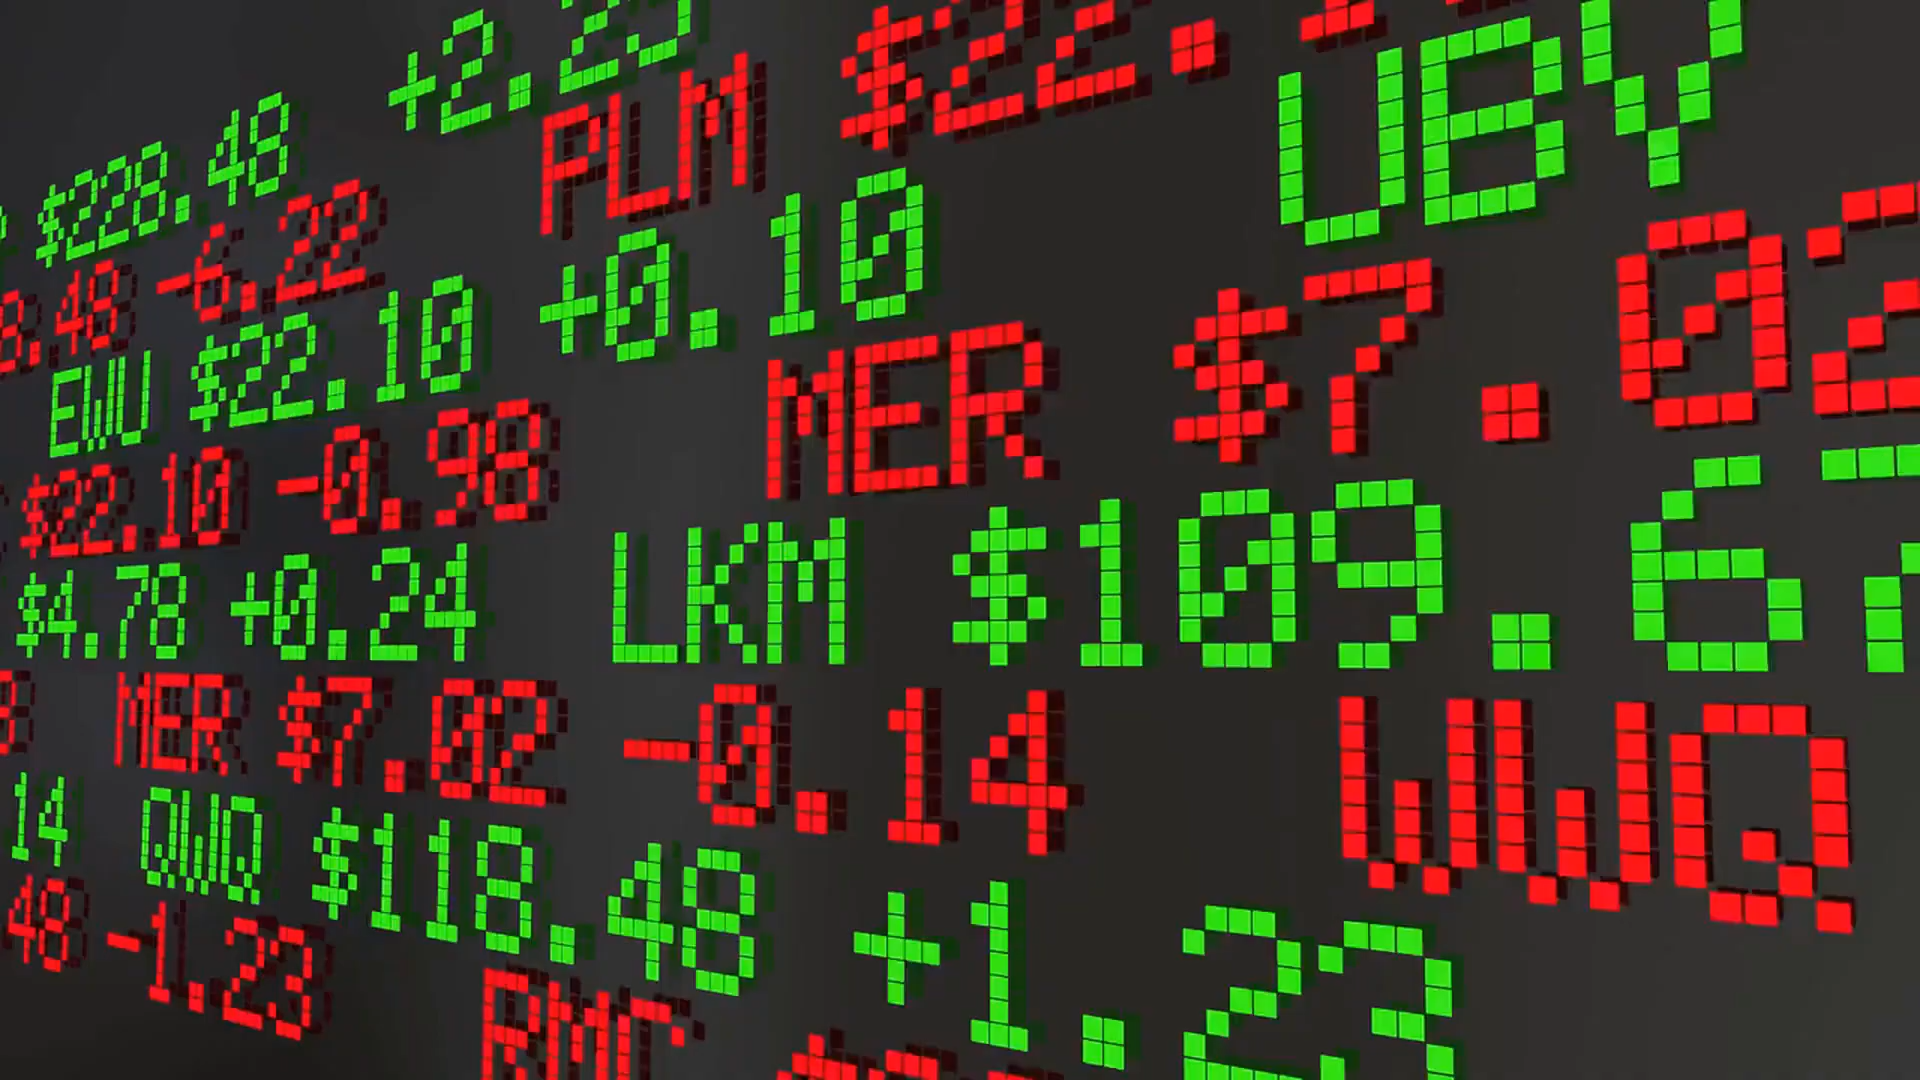 $228.48 +2.23
48 -6.22 PLM $22.
EWU $22.10 +0.10 UBV
$22.10 -0.98 MER $7.02
$4.78 +0.24 LKM $109.67
MER $7.02 -0.14 WWQ
14 QWQ $118.48 +1.23
48 -1.23